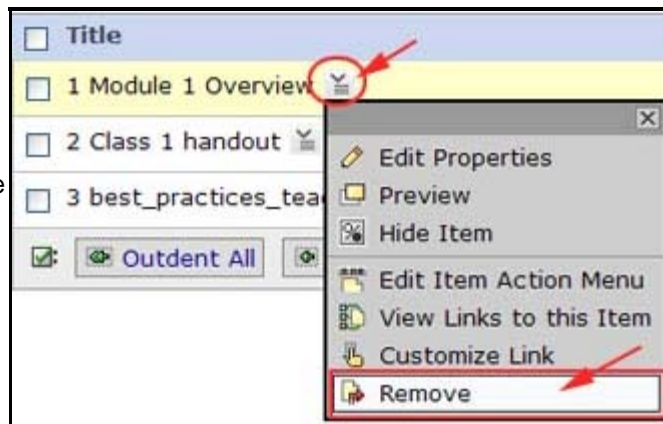 Title
1 Module 1 Overview
2 Class 1 handout
3 best_practices_tea
Outdent All
Edit Properties
Preview
Hide Item
Edit Item Action Menu
View Links to this Item
Customize Link
Remove
e